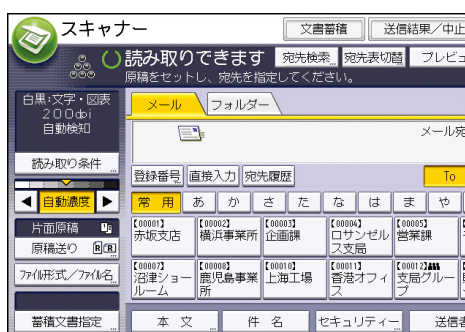 スキャナー
文書蓄積
送信結果／中止
読み取りできます
宛先検索
宛先表切替
プレビュ
原稿をセットし、宛先を指定してください。
白黒:文字・図表
200dpi
自動検知
読み取り条件
自動濃度
片面原稿
原稿送り
ファイル形式／ファイル名
蓄積文書指定
メール
フォルダー
メール宛
登録番号
直接入力
宛先履歴
To
常用
あ
か
さ
た
な
は
ま
や
【00001】
赤坂支店
【00002】
横浜事業所
【00003】
企画課
【00004】
ロサンゼルス支局
【00005】
営業課
【00007】
沼津ショールーム
【00008】
鹿児島事業所
【00010】
上海工場
【00011】
香港オフィス
【00012】
支局グループ
本文
件名
セキュリティー
送信者